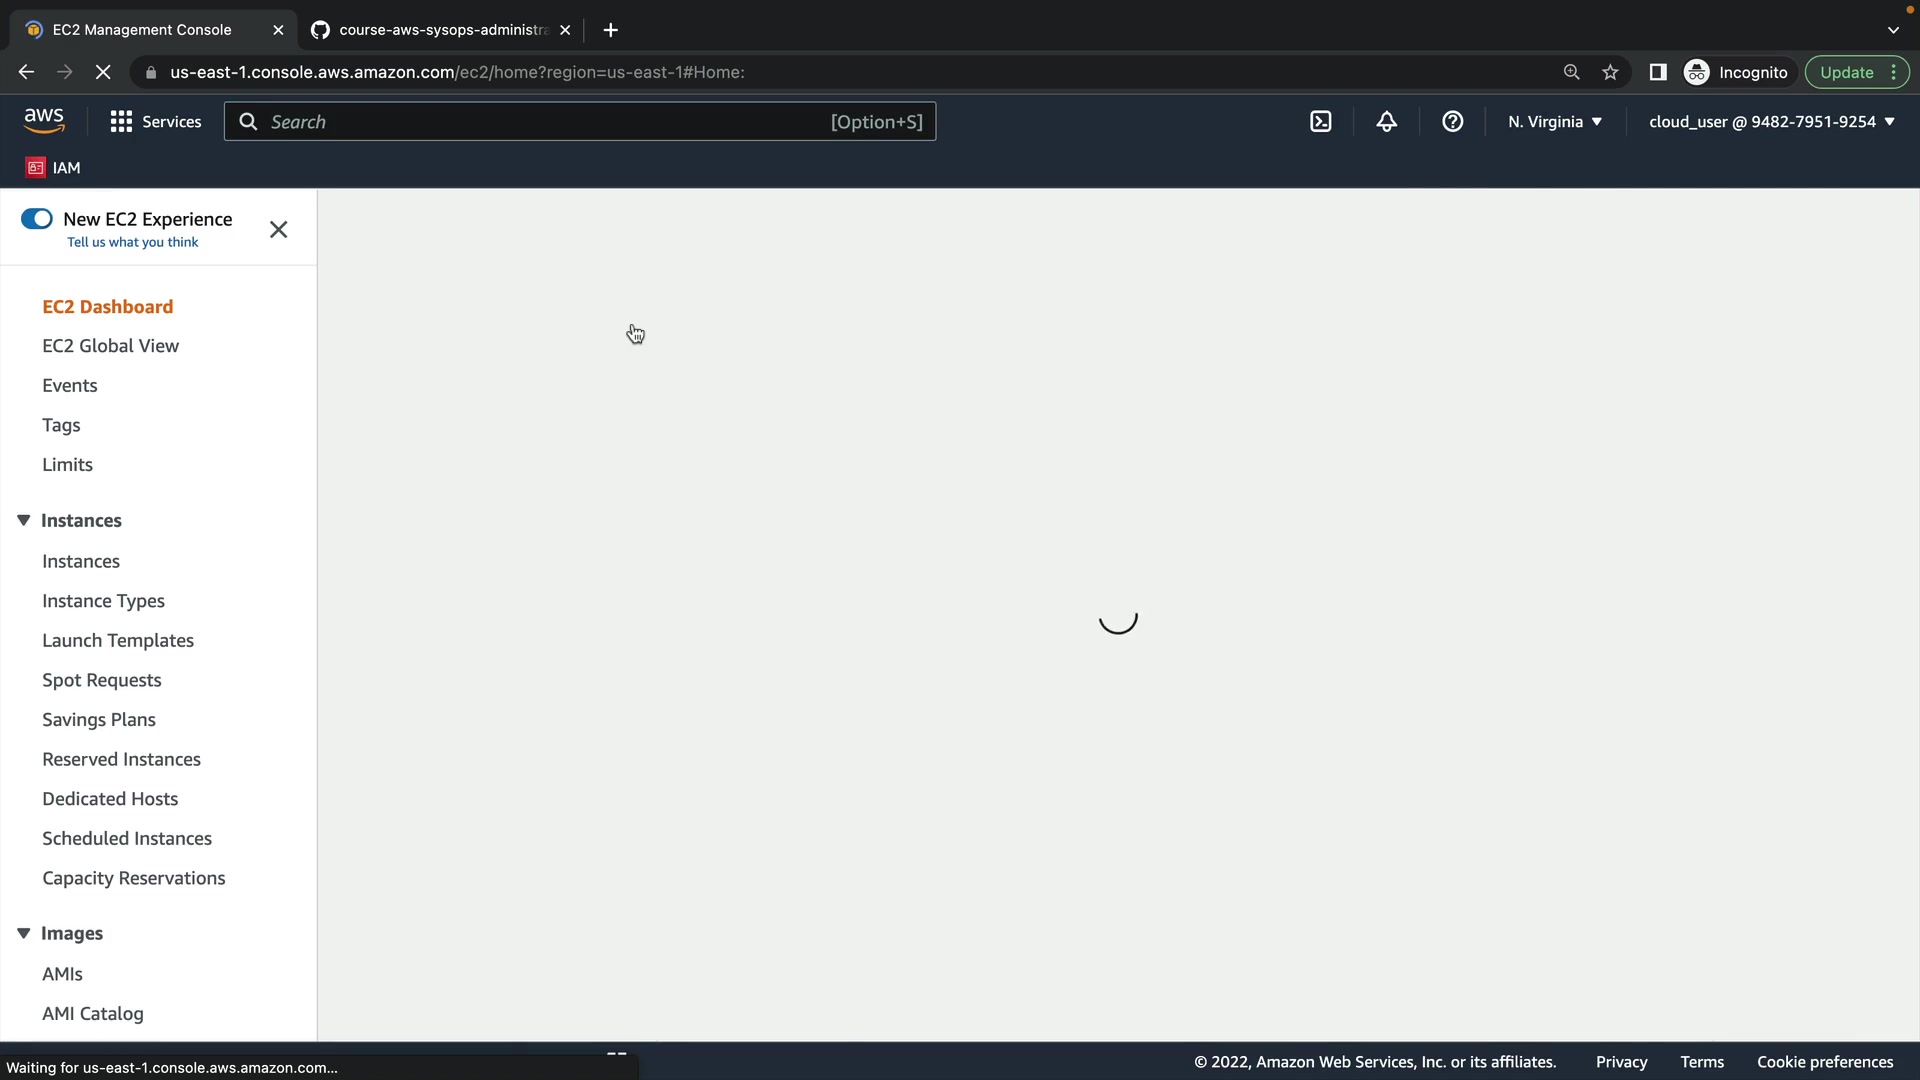 EC2 Management Console
course-aws-sysops-administra
us-east-1.console.aws.amazon.com/ec2/home?region=us-east-1#Home:
Incognito
Update
aws
Services
Search
[Option+S]
N. Virginia
cloud_user @ 9482-7951-9254
IAM
New EC2 Experience
Tell us what you think
EC2 Dashboard
EC2 Global View
Events
Tags
Limits
Instances
Instances
Instance Types
Launch Templates
Spot Requests
Savings Plans
Reserved Instances
Dedicated Hosts
Scheduled Instances
Capacity Reservations
Images
AMIs
AMI Catalog
Waiting for us-east-1.console.aws.amazon.com...
© 2022, Amazon Web Services, Inc. or its affiliates.
Privacy
Terms
Cookie preferences